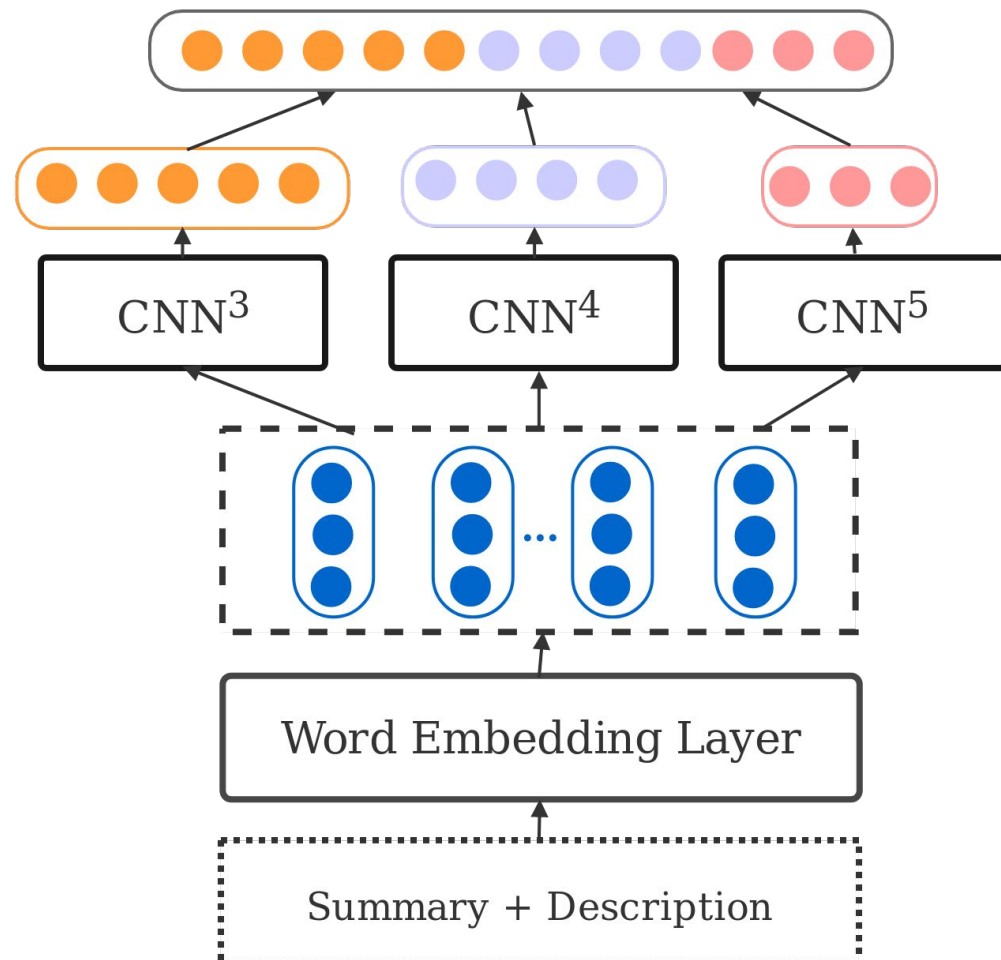 CNN³
CNN⁴
CNN⁵
...
Word Embedding Layer
Summary + Description